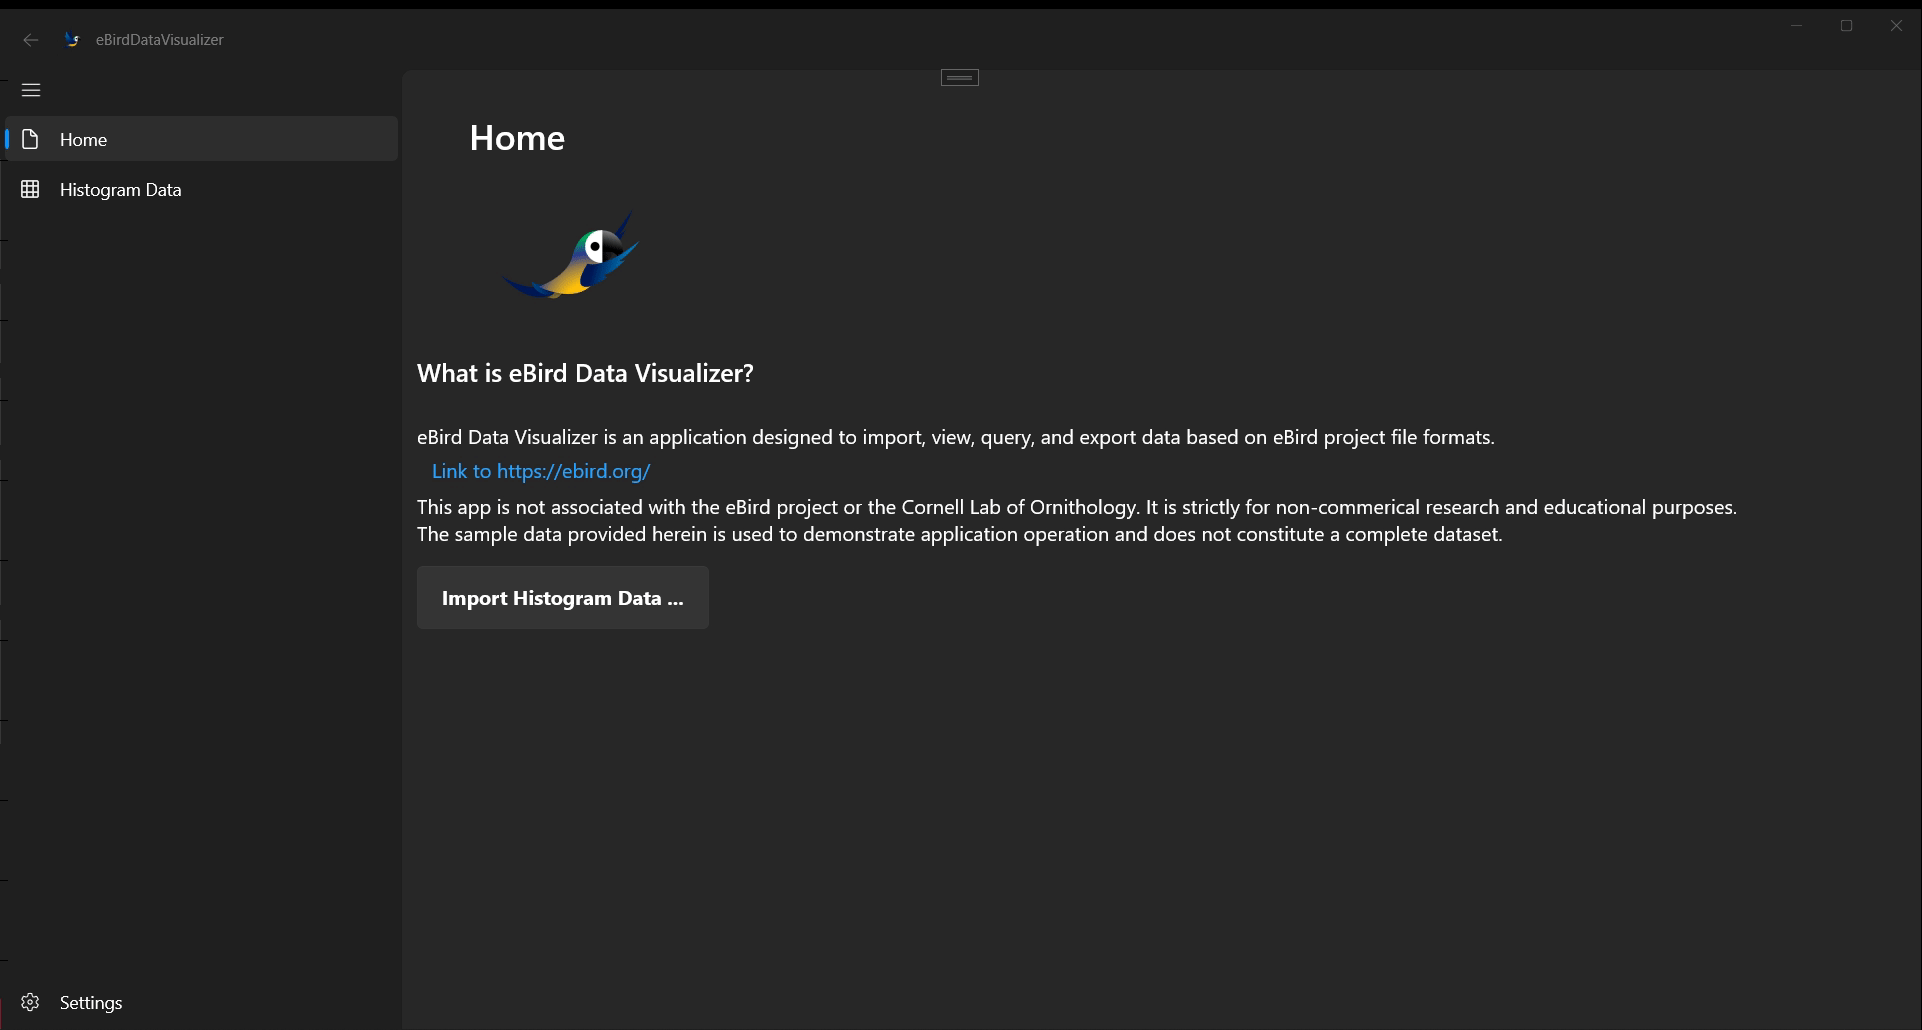 eBirdDataVisualizer
Home
Histogram Data
Home
What is eBird Data Visualizer?
eBird Data Visualizer is an application designed to import, view, query, and export data based on eBird project file formats.
Link to https://ebird.org/
This app is not associated with the eBird project or the Cornell Lab of Ornithology. It is strictly for non-commerical research and educational purposes.
The sample data provided herein is used to demonstrate application operation and does not constitute a complete dataset.
Import Histogram Data ...
Settings